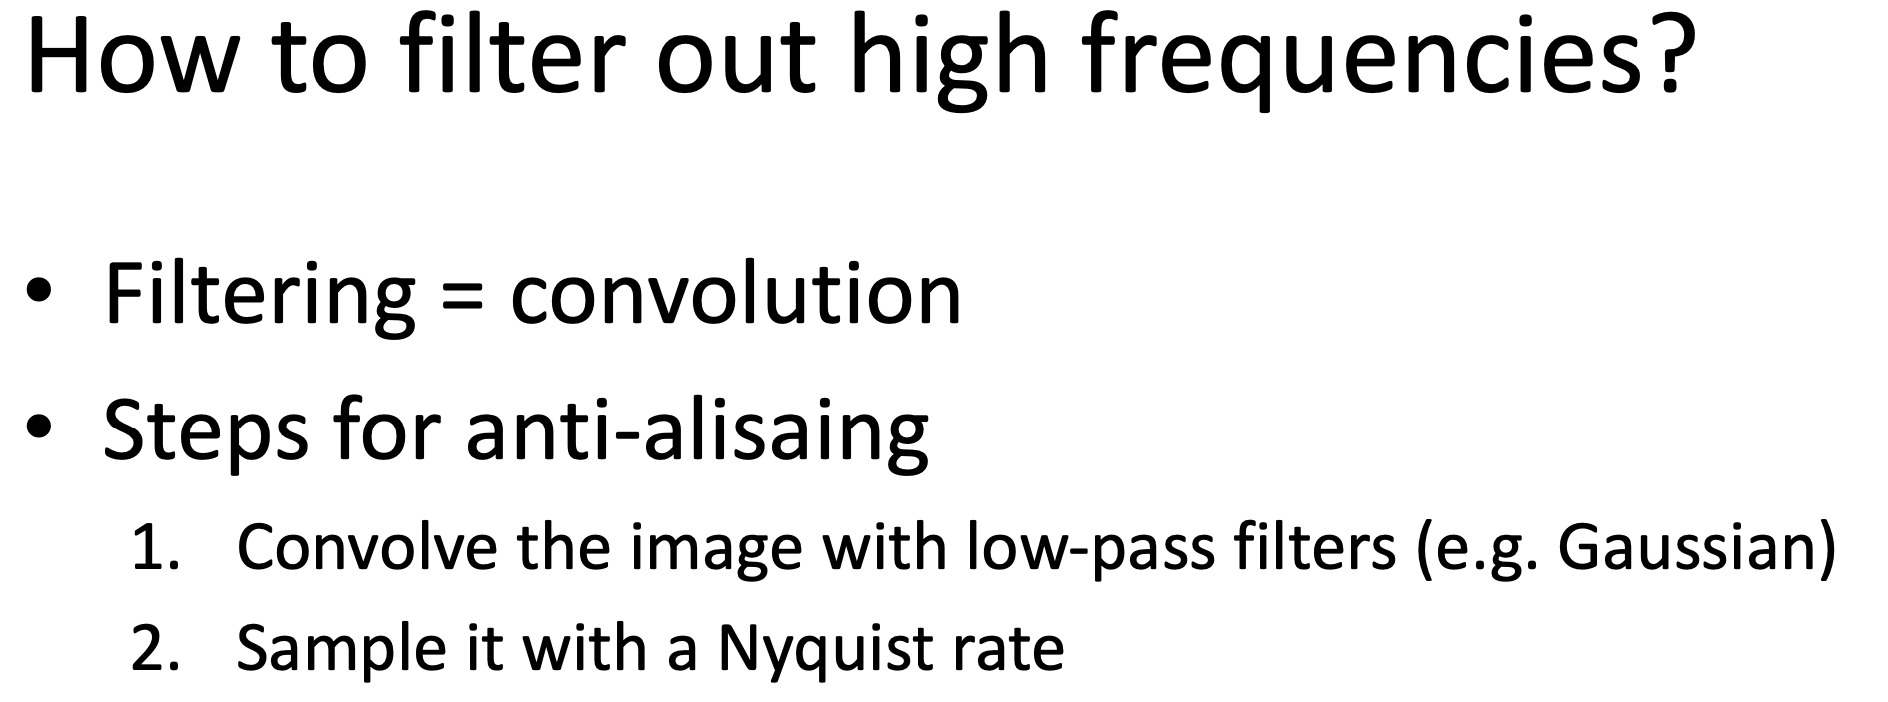 How to filter out high frequencies?
• Filtering = convolution
• Steps for anti-alisaing
1. Convolve the image with low-pass filters (e.g. Gaussian)
2. Sample it with a Nyquist rate